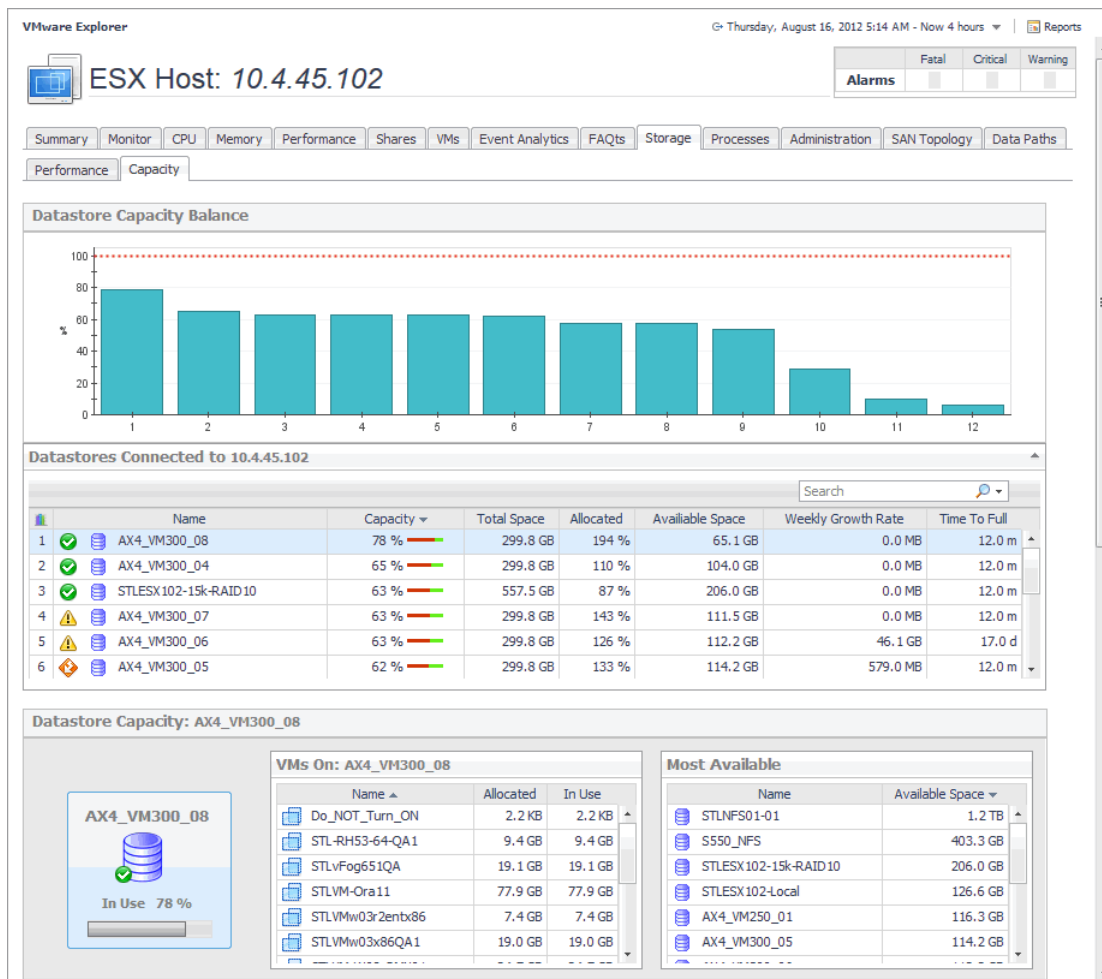 VMware Explorer
Thursday, August 16, 2012 5:14 AM - Now 4 hours
Reports
ESX Host: 10.4.45.102
Fatal Critical Warning
Alarms
Summary Monitor CPU Memory Performance Shares VMs Event Analytics FAQts Storage Processes Administration SAN Topology Data Paths
Performance Capacity
Datastore Capacity Balance
100
80
60
40
20
0
%
1 2 3 4 5 6 7 8 9 10 11 12
Datastores Connected to 10.4.45.102
Search
Name Capacity Total Space Allocated Availiable Space Weekly Growth Rate Time To Full
1 AX4_VM300_08 78 % 299.8 GB 194 % 65.1 GB 0.0 MB 12.0 m
2 AX4_VM300_04 65 % 299.8 GB 110 % 104.0 GB 0.0 MB 12.0 m
3 STLESX102-15k-RAID10 63 % 557.5 GB 87 % 206.0 GB 0.0 MB 12.0 m
4 AX4_VM300_07 63 % 299.8 GB 143 % 111.5 GB 0.0 MB 12.0 m
5 AX4_VM300_06 63 % 299.8 GB 126 % 112.2 GB 46.1 GB 17.0 d
6 AX4_VM300_05 62 % 299.8 GB 133 % 114.2 GB 579.0 MB 12.0 m
Datastore Capacity: AX4_VM300_08
AX4_VM300_08
In Use 78 %
VMs On: AX4_VM300_08
Name Allocated In Use
Do_NOT_Turn_ON 2.2 KB 2.2 KB
STL-RH53-64-QA1 9.4 GB 9.4 GB
STLvFog651QA 19.1 GB 19.1 GB
STLVM-Ora11 77.9 GB 77.9 GB
STLVMw03r2entx86 7.4 GB 7.4 GB
STLVMw03x86QA1 19.0 GB 19.0 GB
Most Available
Name Available Space
STLNFS01-01 1.2 TB
S550_NFS 403.3 GB
STLESX102-15k-RAID10 206.0 GB
STLESX102-Local 126.6 GB
AX4_VM250_01 116.3 GB
AX4_VM300_05 114.2 GB